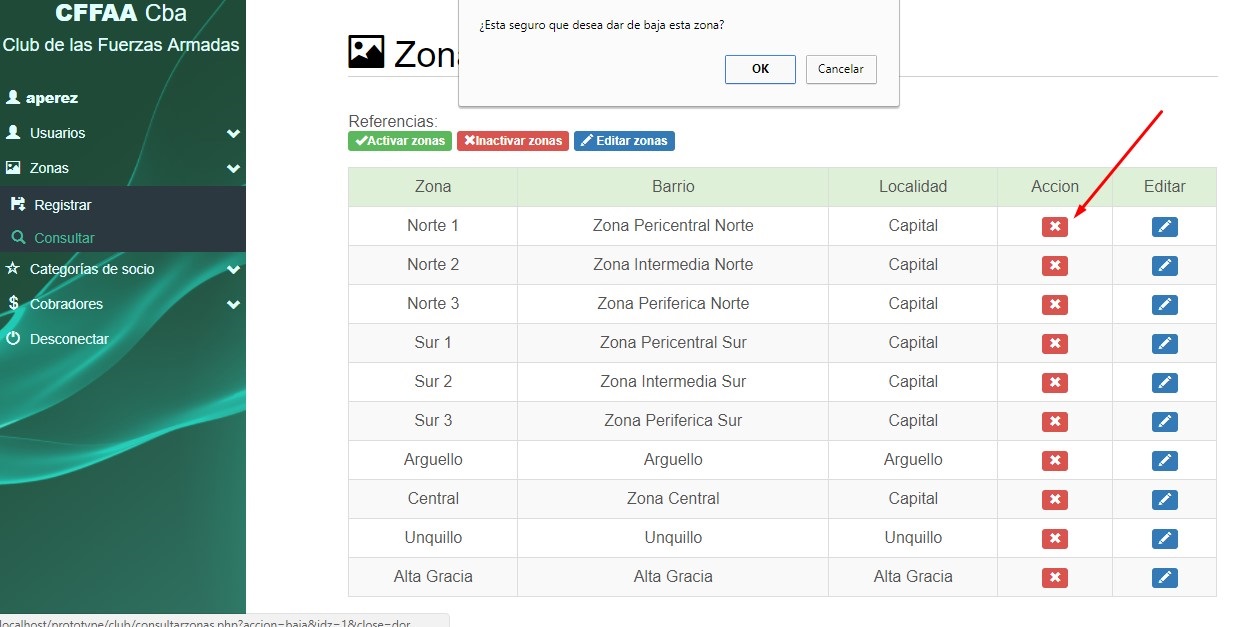 CFFAA Cba
Club de las Fuerzas Armadas
aperez
Usuarios
Zonas
Registrar
Consultar
Categorías de socio
$ Cobradores
Desconectar
¿Esta seguro que desea dar de baja esta zona?
OK Cancelar
Referencias:
Activar zonas Inactivar zonas Editar zonas
Zona Barrio Localidad Accion Editar
Norte 1 Zona Pericentral Norte Capital
Norte 2 Zona Intermedia Norte Capital
Norte 3 Zona Periferica Norte Capital
Sur 1 Zona Pericentral Sur Capital
Sur 2 Zona Intermedia Sur Capital
Sur 3 Zona Periferica Sur Capital
Arguello Arguello Arguello
Central Zona Central Capital
Unquillo Unquillo Unquillo
Alta Gracia Alta Gracia Alta Gracia
localhost/prototype/club/consultarzonas.php?accion=baja&idz=1&close=dor